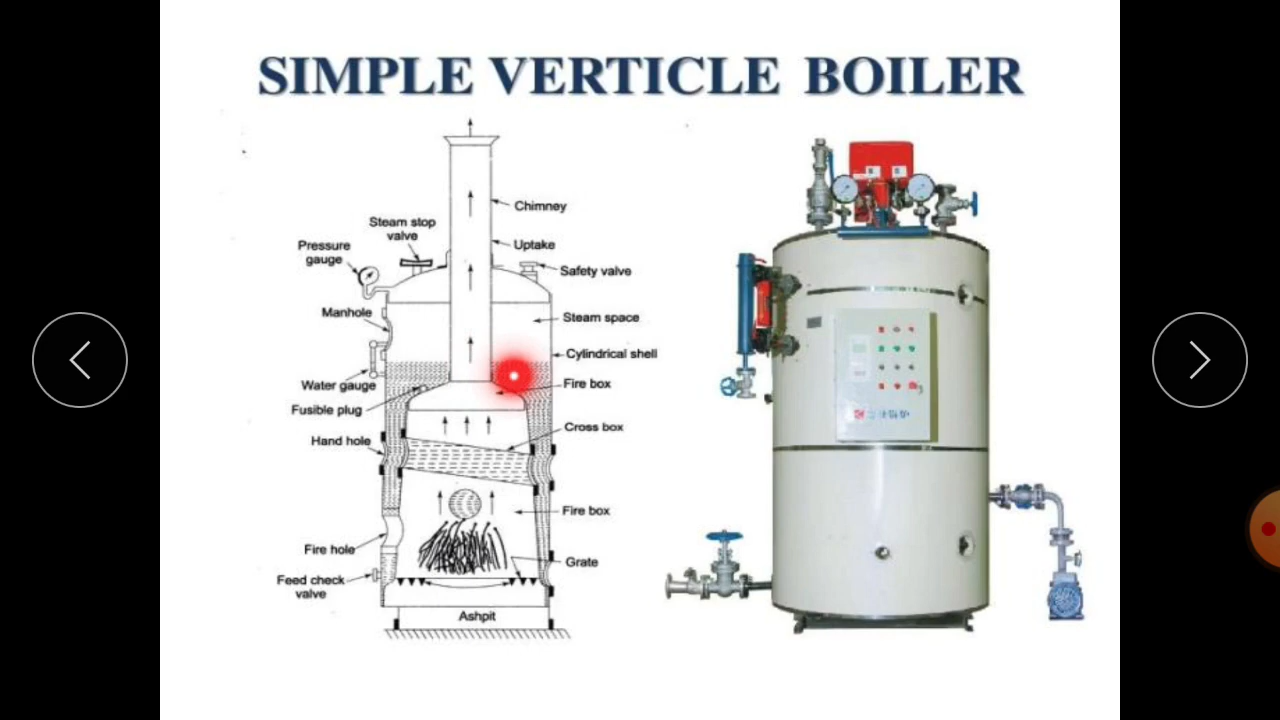 SIMPLE VERTICLE BOILER
Chimney
Steam stop
valve
Uptake
Pressure
gauge
Safety valve
Manhole
Steam space
Cylindrical shell
Water gauge
Fire box
Fusible plug
Cross box
Hand hole
Fire box
Fire hole
Grate
Feed check
valve
Ashpit